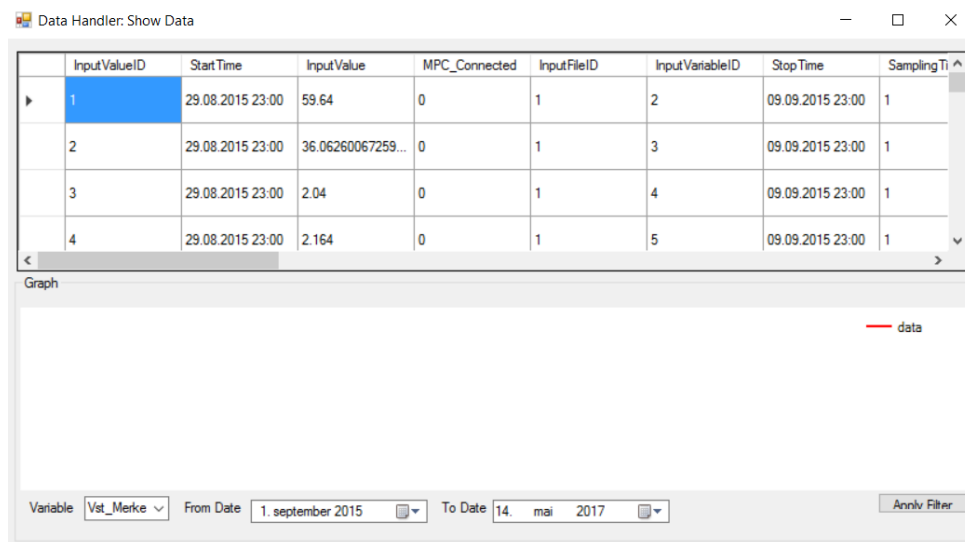 Data Handler: Show Data
InputValueID StartTime InputValue MPC_Connected InputFileID InputVariableID StopTime SamplingTi
1 29.08.2015 23:00 59.64 0 1 2 09.09.2015 23:00 1
2 29.08.2015 23:00 36.06260067259... 0 1 3 09.09.2015 23:00 1
3 29.08.2015 23:00 2.04 0 1 4 09.09.2015 23:00 1
4 29.08.2015 23:00 2.164 0 1 5 09.09.2015 23:00 1
Graph
data
Variable Vst_Merke From Date 1. september 2015 To Date 14. mai 2017 Apply Filter